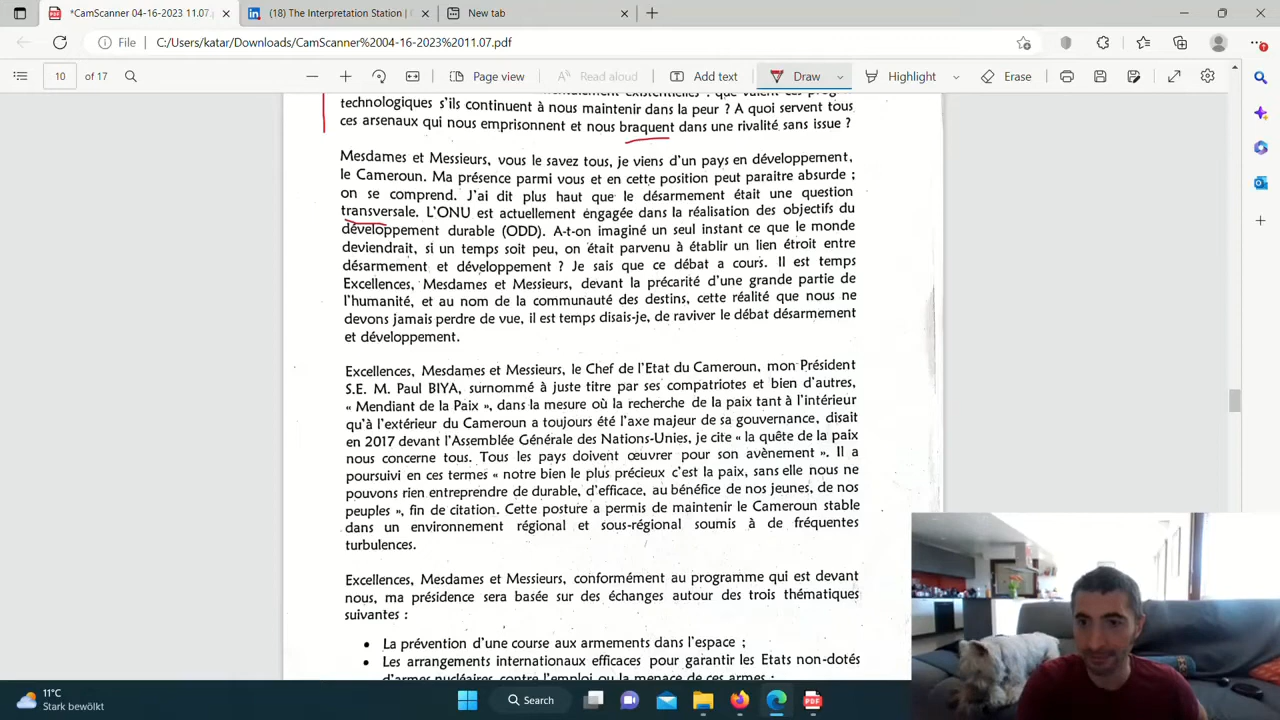 *CamScanner 04-16-2023 11.07.p
(18) The Interpretation Station | 
New tab
File
C:/Users/katar/Downloads/CamScanner%2004-16-2023%2011.07.pdf
10 of 17
Page view
Read aloud
Add text
Draw
Highlight
Erase
existentielles : que valent ces
technologiques s'ils continuent à nous maintenir dans la peur ? A quoi servent tous
ces arsenaux qui nous emprisonnent et nous braquent dans une rivalité sans issue ?
Mesdames et Messieurs, vous le savez tous, je viens d'un pays en développement,
le Cameroun. Ma présence parmi vous et en cette position peut paraitre absurde ;
on se comprend. J'ai dit plus haut que le désarmement était une question
transversale. L'ONU est actuellement engagée dans la réalisation des objectifs du
développement durable (ODD). A-t-on imaginé un seul instant ce que le monde
deviendrait, si un temps soit peu, on était parvenu à établir un lien étroit entre
désarmement et développement ? Je sais que ce débat a cours. Il est temps
Excellences, Mesdames et Messieurs, devant la précarité d'une grande partie de
l'humanité, et au nom de la communauté des destins, cette réalité que nous ne
devons jamais perdre de vue, il est temps disais-je, de raviver le débat désarmement
et développement.
Excellences, Mesdames et Messieurs, le Chef de l'Etat du Cameroun, mon Président
S.E. M. Paul BIYA, surnommé à juste titre par ses compatriotes et bien d'autres,
« Mendiant de la Paix », dans la mesure où la recherche de la paix tant à l'intérieur
qu'à l'extérieur du Cameroun a toujours été l'axe majeur de sa gouvernance, disait
en 2017 devant l'Assemblée Générale des Nations-Unies, je cite « la quête de la paix
nous concerne tous. Tous les pays doivent œuvrer pour son avènement ». Il a
poursuivi en ces termes « notre bien le plus précieux c'est la paix, sans elle nous ne
pouvons rien entreprendre de durable, d'efficace, au bénéfice de nos jeunes, de nos
peuples », fin de citation. Cette posture a permis de maintenir le Cameroun stable
dans un environnement régional et sous-régional soumis à de fréquentes
turbulences.
Excellences, Mesdames et Messieurs, conformément au programme qui est devant
nous, ma présidence sera basée sur des échanges autour des trois thématiques
suivantes :
• La prévention d'une course aux armements dans l'espace ;
• Les arrangements internationaux efficaces pour garantir les Etats non-dotés
d'armes nucléaires contre l'emploi ou la menace de ces armes ;
11°C
Stark bewölkt
Search